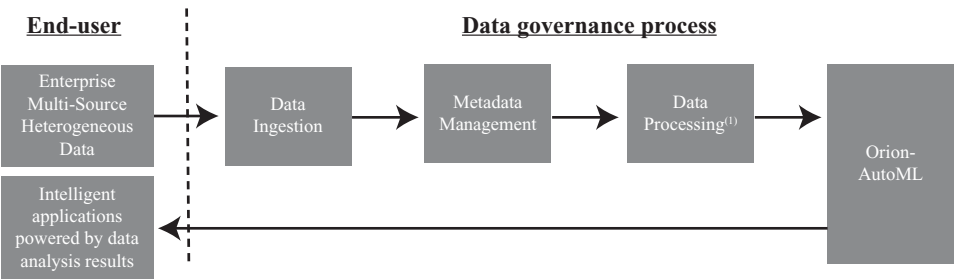 End-user
Data governance process
Enterprise
Multi-Source
Heterogeneous
Data
Data
Ingestion
Metadata
Management
Data
Processing⁽¹⁾
Orion-
AutoML
Intelligent
applications
powered by data
analysis results